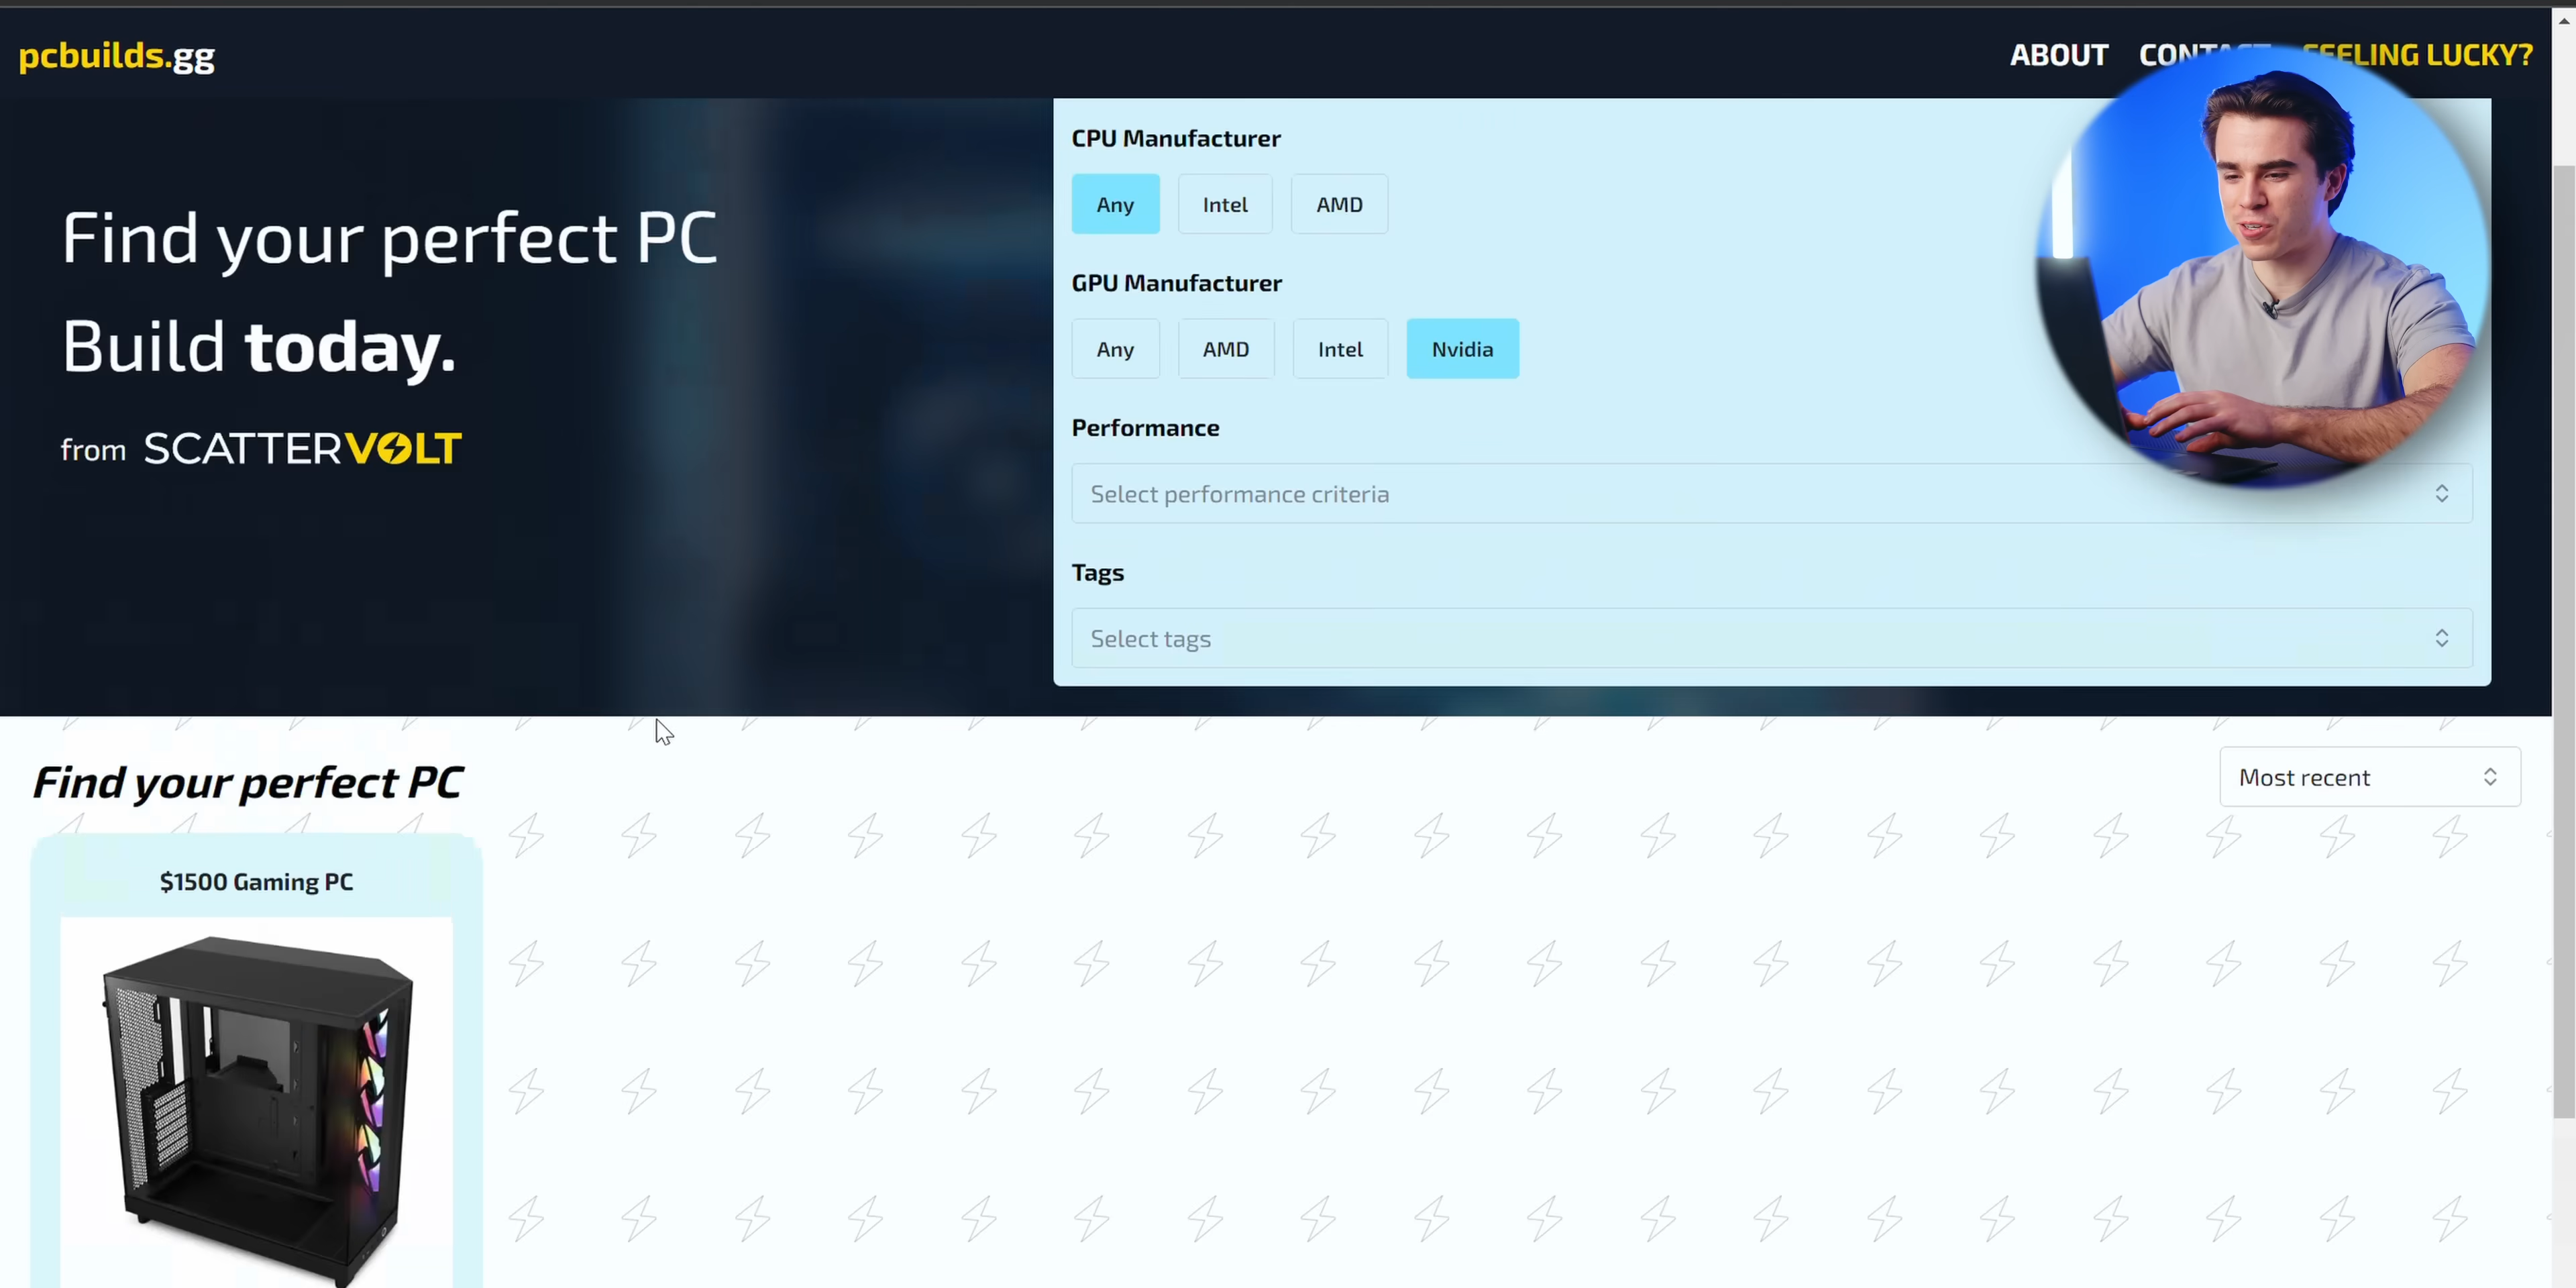 pcbuilds.gg
ABOUT
LUCKY?
Find your perfect PC
Build today.
from SCATTERVOLT
CPU Manufacturer
Any Intel AMD
GPU Manufacturer
Any AMD Intel Nvidia
Performance
Select performance criteria
Tags
Select tags
Find your perfect PC
Most recent
$1500 Gaming PC